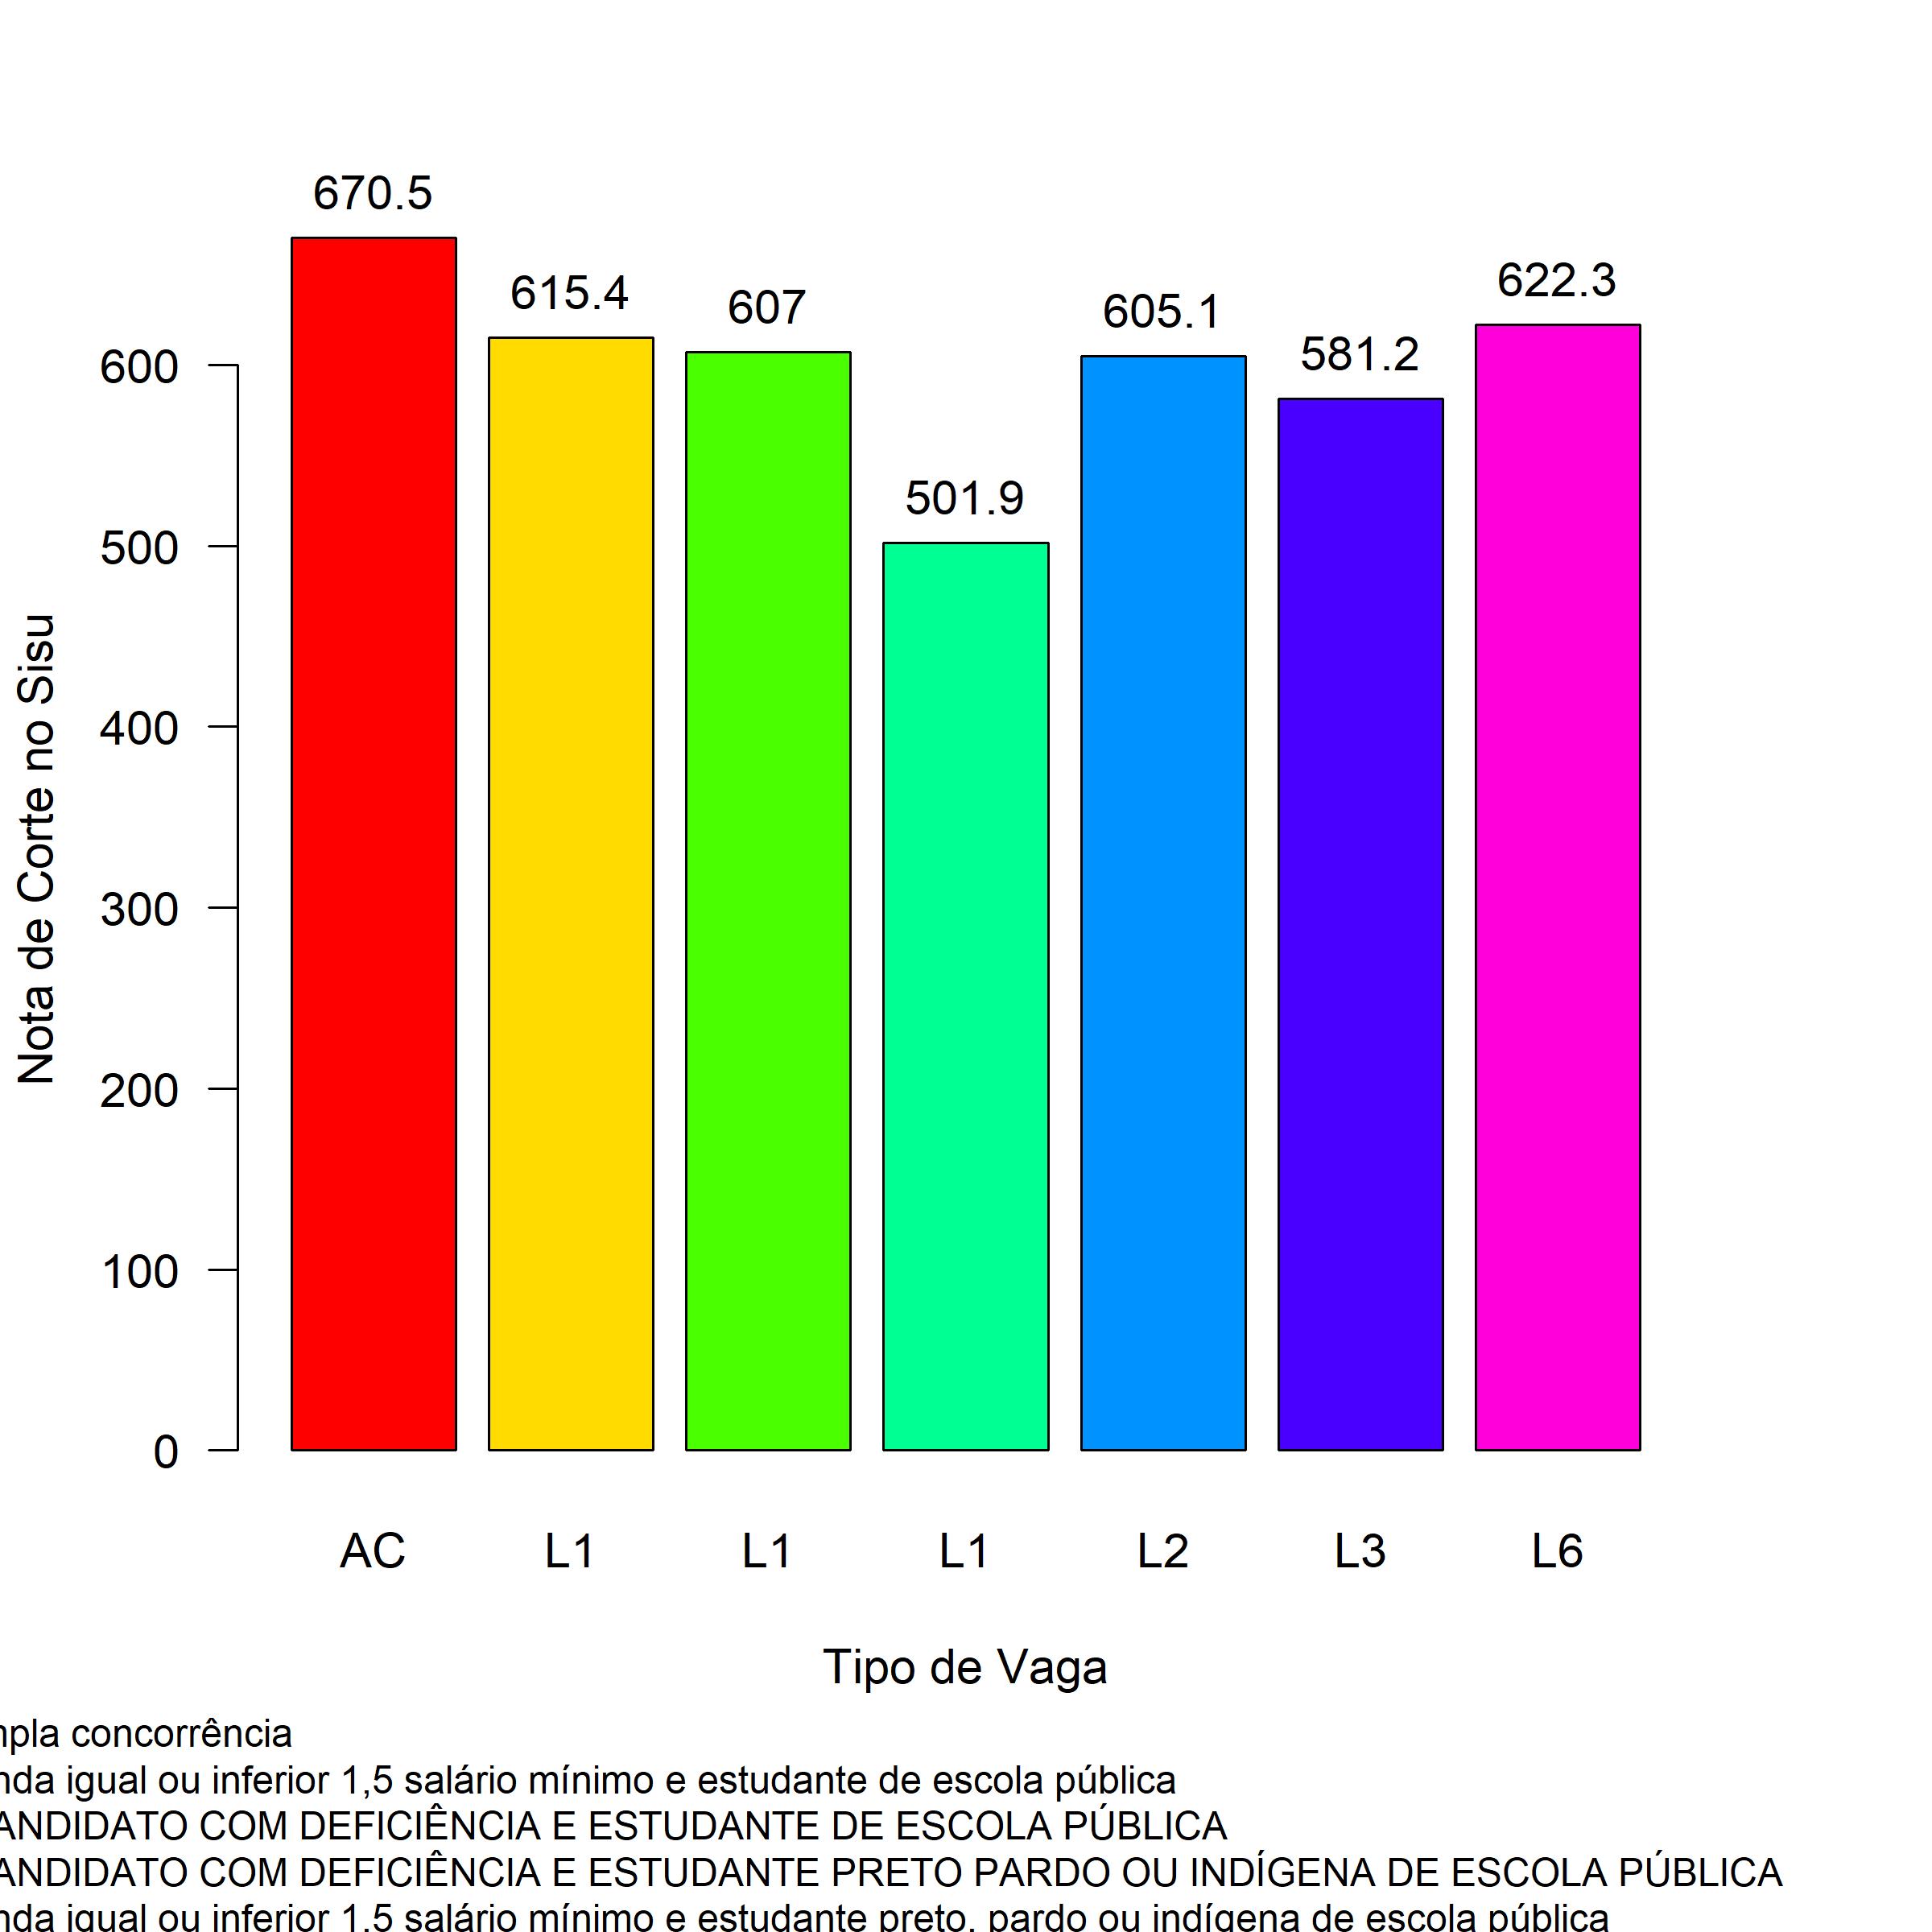 670.5
615.4
607
501.9
605.1
581.2
622.3
600
500
400
300
200
100
0
Nota de Corte no Sisu
AC L1 L1 L1 L2 L3 L6
Tipo de Vaga
mpla concorrência
nda igual ou inferior 1,5 salário mínimo e estudante de escola pública
ANDIDATO COM DEFICIÊNCIA E ESTUDANTE DE ESCOLA PÚBLICA
ANDIDATO COM DEFICIÊNCIA E ESTUDANTE PRETO PARDO OU INDÍGENA DE ESCOLA PÚBLICA
nda igual ou inferior 1,5 salário mínimo e estudante preto, pardo ou indígena de escola pública